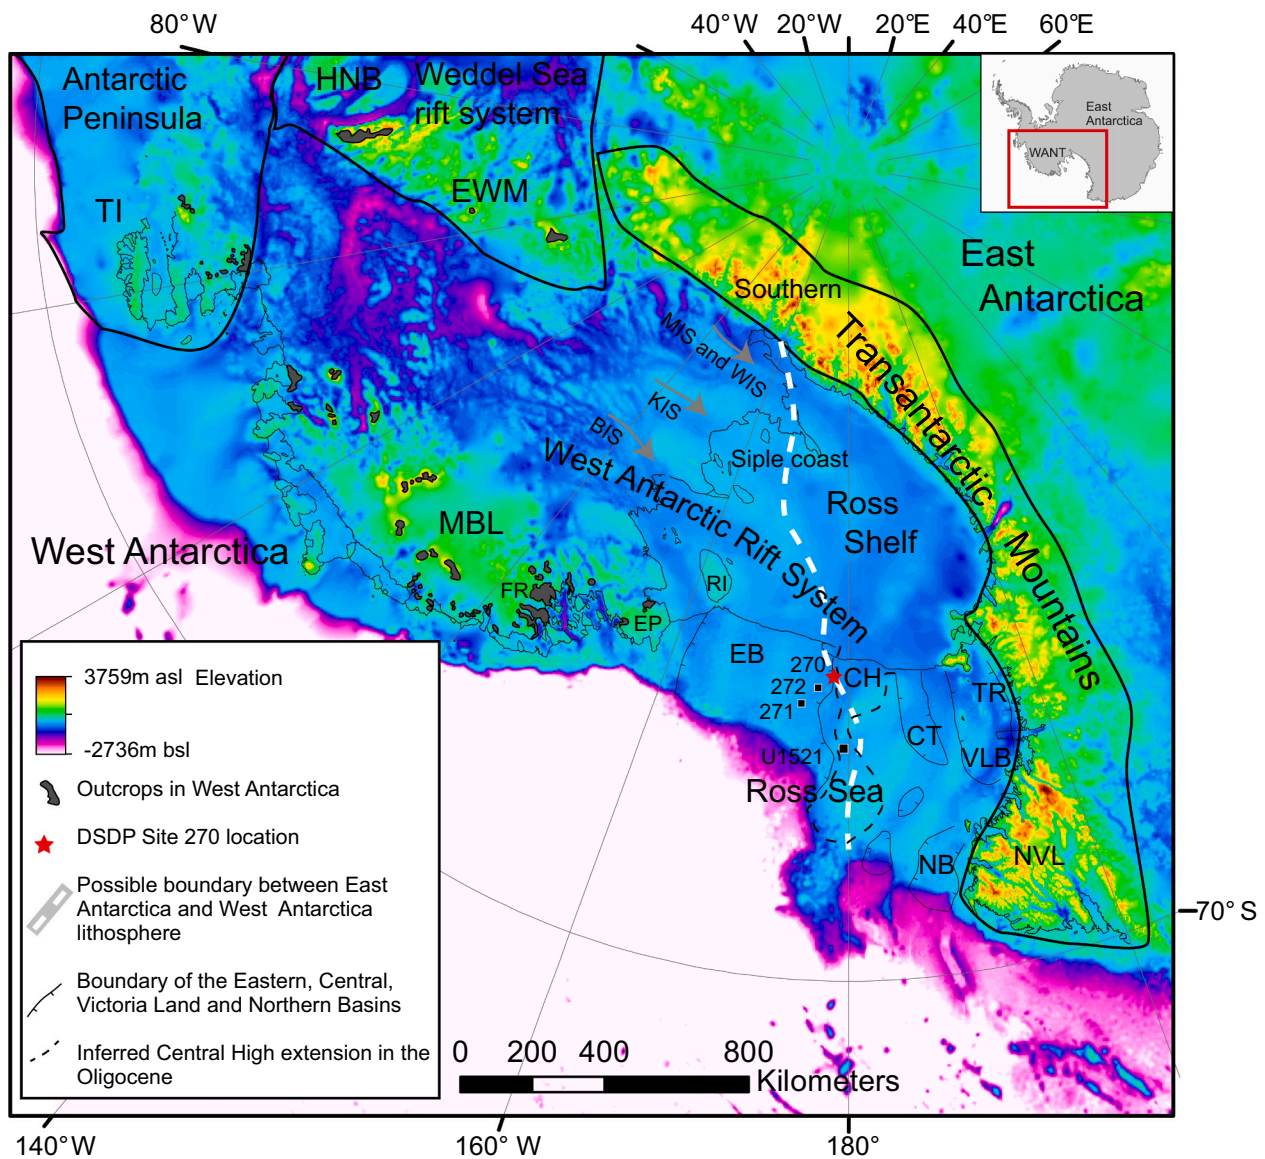 80° W
40° W
20° W
20°E
40°E
60°E
Antarctic
Peninsula
HNB
Weddel Sea
rift system
East
Antarctica
WANT
EWM
TI
East
Antarctica
Southern
Transantarctic
Mountains
MIS and WIS
KIS
BIS
Siple coast
West Antarctic Rift System
Ross
Shelf
MBL
West Antarctica
FR
RI
EP
EB
270
CH
272
271
TR
CT
U1521
VLB
Ross Sea
NB
NVL
70° S
3759m asl Elevation
-2736m bsl
Outcrops in West Antarctica
DSDP Site 270 location
Possible boundary between East
Antarctica and West Antarctica
lithosphere
Boundary of the Eastern, Central,
Victoria Land and Northern Basins
Inferred Central High extension in the
Oligocene
0 200 400 800
Kilometers
140° W
160° W
180°